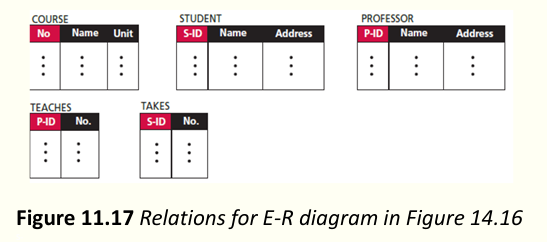 COURSE STUDENT PROFESSOR
No Name Unit S-ID Name Address P-ID Name Address
TEACHES TAKES
P-ID No. S-ID No.
Figure 11.17 Relations for E-R diagram in Figure 14.16